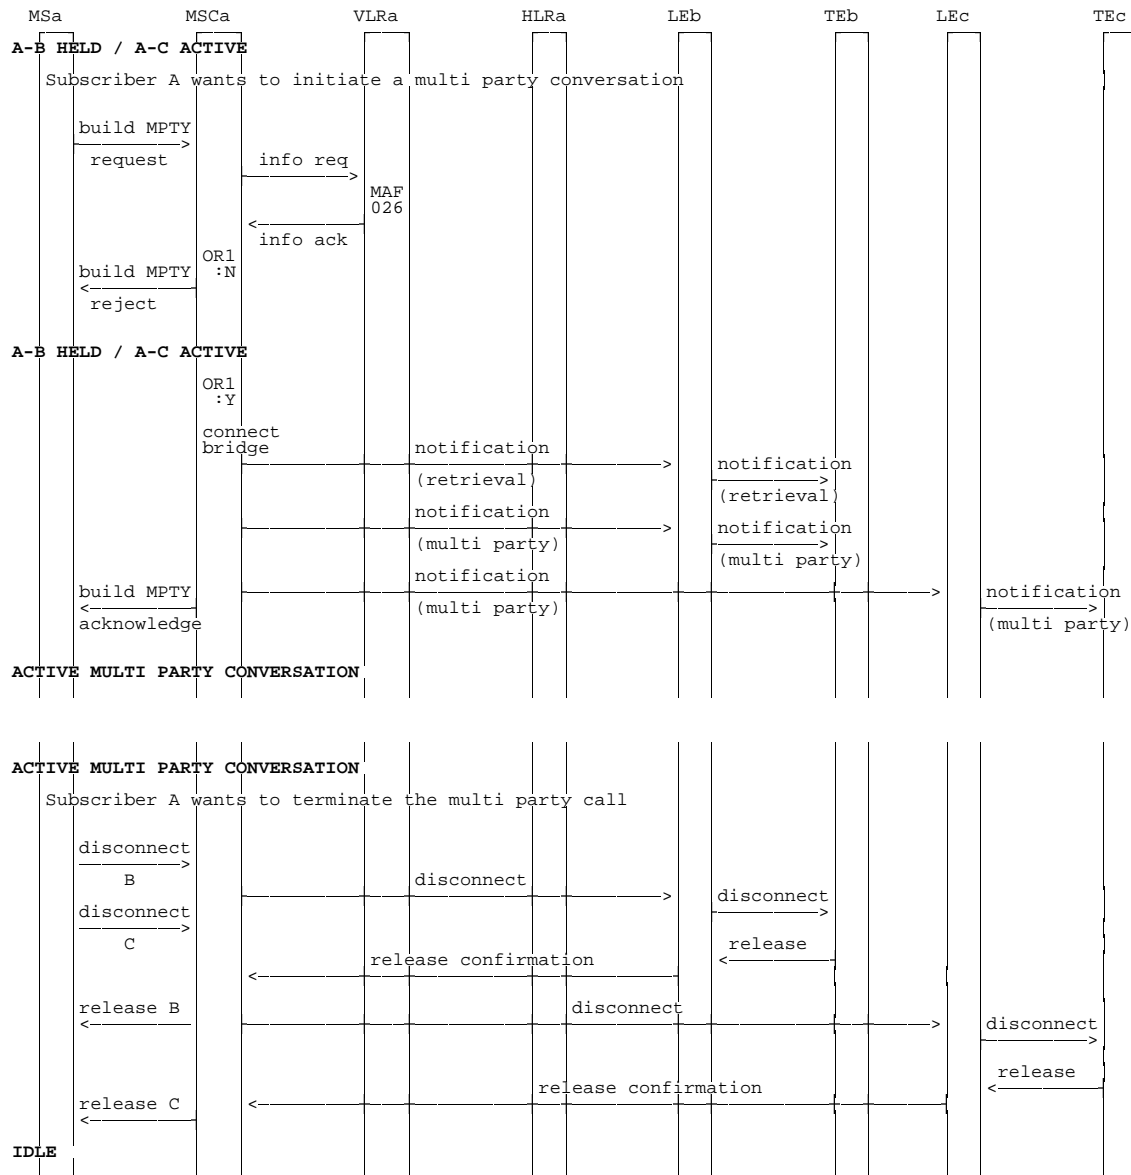 MSa MSCa VLRa HLRa LEb TEb LEc TEc
A-B HELD / A-C ACTIVE
Subscriber A wants to initiate a multi party conversation
build MPTY
request info req
MAF
026
info ack
OR1
build MPTY :N
reject
A-B HELD / A-C ACTIVE
OR1
:Y
connect
bridge notification
notification
(retrieval) (retrieval)
notification notification
(multi party) (multi party)
notification
build MPTY notification
(multi party)
acknowledge (multi party)
ACTIVE MULTI PARTY CONVERSATION
ACTIVE MULTI PARTY CONVERSATION
Subscriber A wants to terminate the multi party call
disconnect
B disconnect
disconnect
disconnect
C release
release confirmation
release B disconnect
disconnect
release
release confirmation
release C
IDLE